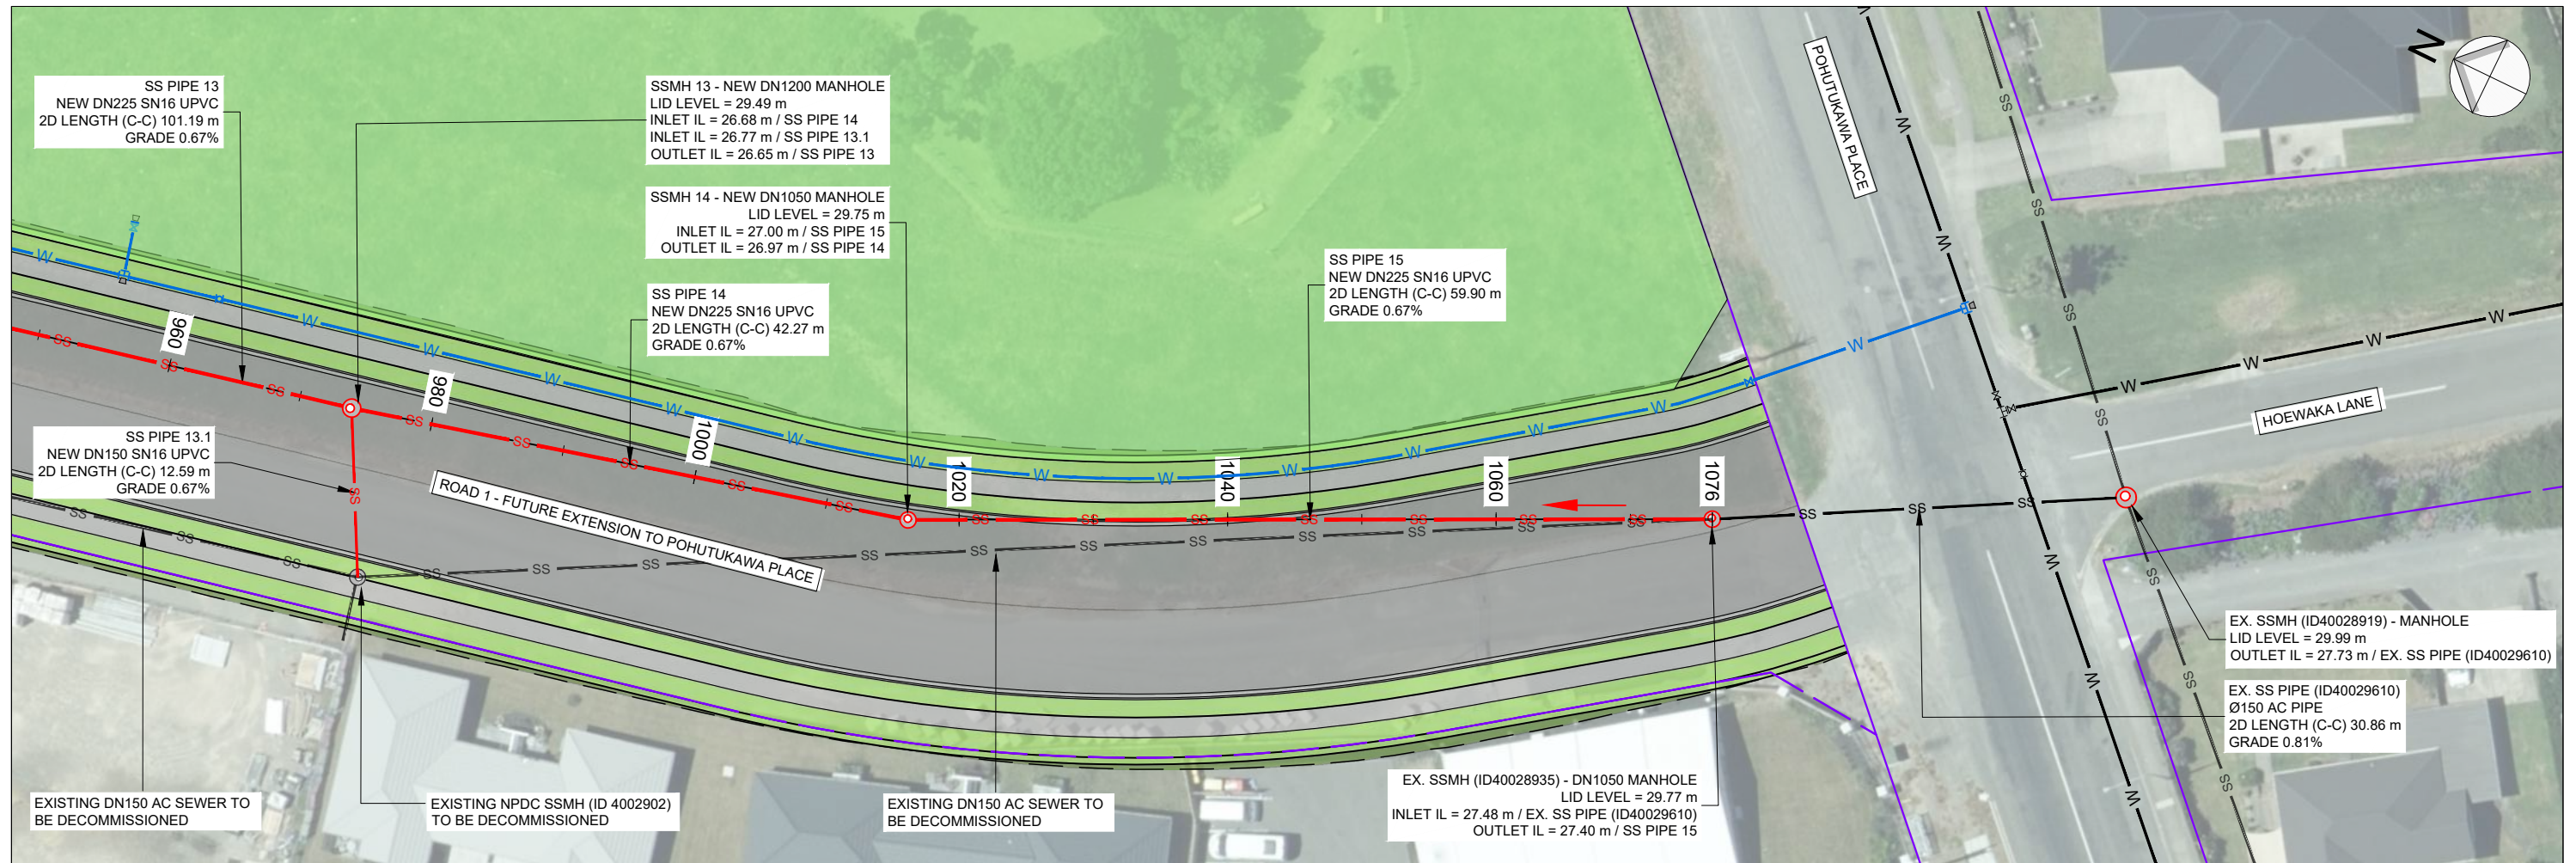 SS PIPE 13
NEW DN225 SN16 UPVC
2D LENGTH (C-C) 101.19 m
GRADE 0.67%
SSMH 13 - NEW DN1200 MANHOLE
LID LEVEL = 29.49 m
INLET IL = 26.68 m / SS PIPE 14
INLET IL = 26.77 m / SS PIPE 13.1
OUTLET IL = 26.65 m / SS PIPE 13
SSMH 14 - NEW DN1050 MANHOLE
LID LEVEL = 29.75 m
INLET IL = 27.00 m / SS PIPE 15
OUTLET IL = 26.97 m / SS PIPE 14
SS PIPE 14
NEW DN225 SN16 UPVC
2D LENGTH (C-C) 42.27 m
GRADE 0.67%
SS PIPE 15
NEW DN225 SN16 UPVC
2D LENGTH (C-C) 59.90 m
GRADE 0.67%
POHUTUKAWA PLACE
N
HOEWAKA LANE
960
980
1000
1020
1040
1060
1076
SS PIPE 13.1
NEW DN150 SN16 UPVC
2D LENGTH (C-C) 12.59 m
GRADE 0.67%
ROAD 1 - FUTURE EXTENSION TO POHUTUKAWA PLACE
EX. SSMH (ID40028919) - MANHOLE
LID LEVEL = 29.99 m
OUTLET IL = 27.73 m / EX. SS PIPE (ID40029610)
EX. SS PIPE (ID40029610)
Ø150 AC PIPE
2D LENGTH (C-C) 30.86 m
GRADE 0.81%
EX. SSMH (ID40028935) - DN1050 MANHOLE
LID LEVEL = 29.77 m
INLET IL = 27.48 m / EX. SS PIPE (ID40029610)
OUTLET IL = 27.40 m / SS PIPE 15
EXISTING DN150 AC SEWER TO
BE DECOMMISSIONED
EXISTING NPDC SSMH (ID 4002902)
TO BE DECOMMISSIONED
EXISTING DN150 AC SEWER TO
BE DECOMMISSIONED